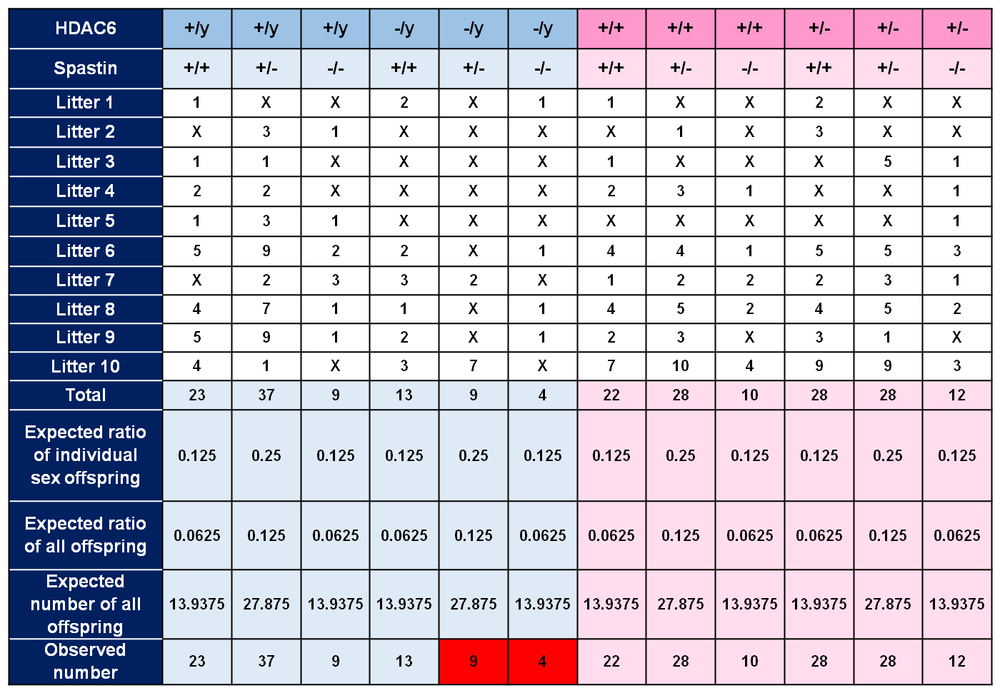 HDAC6 +/y +/y +/y -/y -/y -/y +/+ +/+ +/+ +/- +/- +/-
Spastin +/+ +/- -/- +/+ +/- -/- +/+ +/- -/- +/+ +/- -/-
Litter 1 1 X X 2 X 1 1 X X 2 X X
Litter 2 X 3 1 X X X X 1 X 3 X X
Litter 3 1 1 X X X X 1 X X X 5 1
Litter 4 2 2 X X X X 2 3 1 X X 1
Litter 5 1 3 1 X X X X X X X X 1
Litter 6 5 9 2 2 X 1 4 4 1 5 5 3
Litter 7 X 2 3 3 2 X 1 2 2 2 3 1
Litter 8 4 7 1 1 X 1 4 5 2 4 5 2
Litter 9 5 9 1 2 X 1 2 3 X 3 1 X
Litter 10 4 1 X 3 7 X 7 10 4 9 9 3
Total 23 37 9 13 9 4 22 28 10 28 28 12
Expected ratio
of individual
sex offspring
0.125 0.25 0.125 0.125 0.25 0.125 0.125 0.25 0.125 0.125 0.25 0.125
Expected ratio
of all offspring
0.0625 0.125 0.0625 0.0625 0.125 0.0625 0.0625 0.125 0.0625 0.0625 0.125 0.0625
Expected
number of all
offspring
13.9375 27.875 13.9375 13.9375 27.875 13.9375 13.9375 27.875 13.9375 13.9375 27.875 13.9375
Observed
number
23 37 9 13 9 4 22 28 10 28 28 12